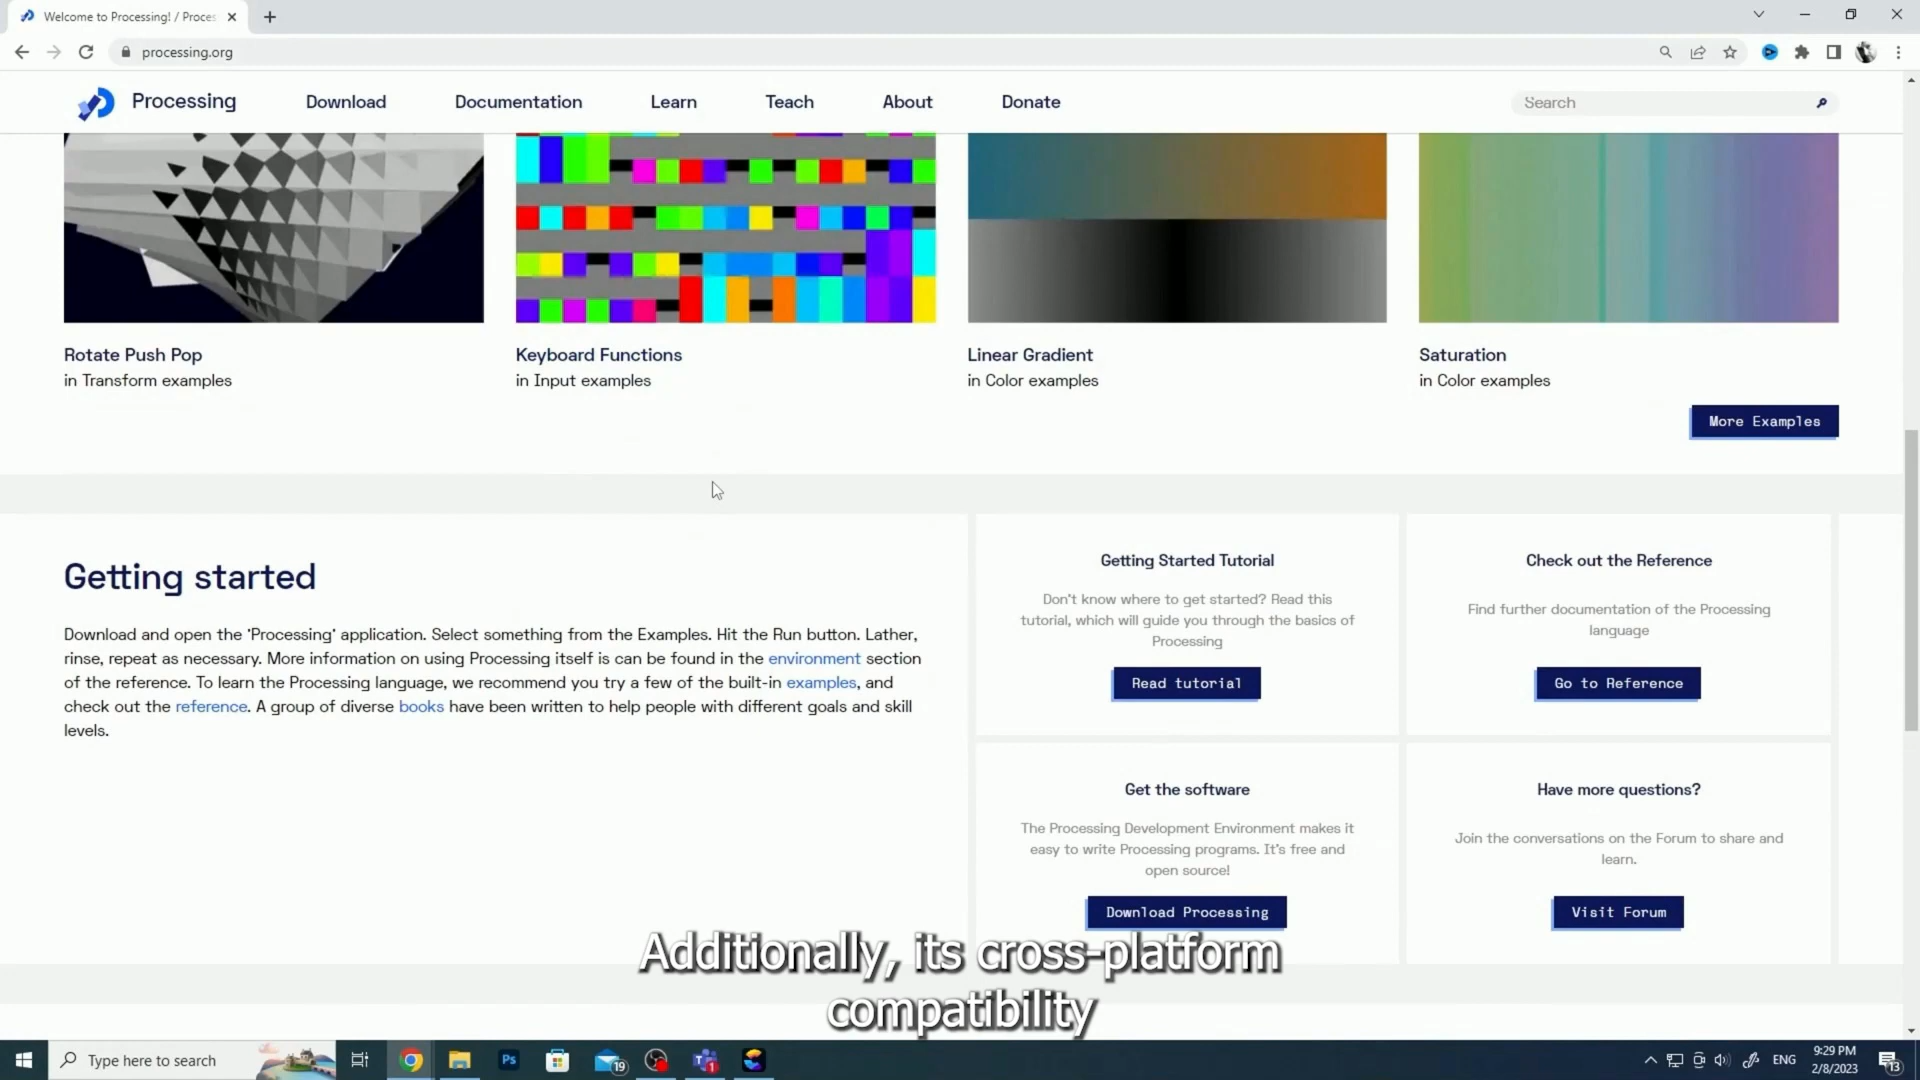 Welcome to Processing! / Proces
processing.org
Processing
Download
Documentation
Learn
Teach
About
Donate
Search
Rotate Push Pop
in Transform examples
Keyboard Functions
in Input examples
Linear Gradient
in Color examples
Saturation
in Color examples
More Examples
Getting started
Download and open the 'Processing' application. Select something from the Examples. Hit the Run button. Lather,
rinse, repeat as necessary. More information on using Processing itself is can be found in the environment section
of the reference. To learn the Processing language, we recommend you try a few of the built-in examples, and
check out the reference. A group of diverse books have been written to help people with different goals and skill
levels.
Getting Started Tutorial
Don't know where to get started? Read this
tutorial, which will guide you through the basics of
Processing
Read tutorial
Check out the Reference
Find further documentation of the Processing
language
Go to Reference
Get the software
The Processing Development Environment makes it
easy to write Processing programs. It's free and
open source!
Download Processing
Have more questions?
Join the conversations on the Forum to share and
learn.
Visit Forum
Additionally, its cross-platform
compatibility
Type here to search
Ps
19
1
ENG
9:29 PM
2/8/2023
13